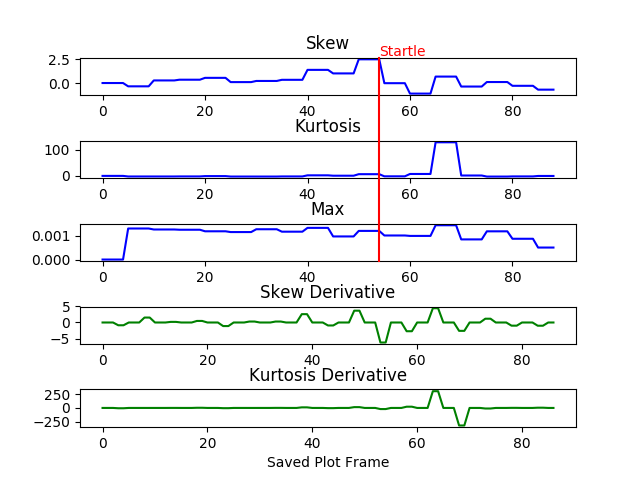 Skew
Startle
2.5
0.0
0 20 40 60 80
Kurtosis
100
0
0 20 40 60 80
Max
0.001
0.000
0 20 40 60 80
Skew Derivative
5
0
−5
0 20 40 60 80
Kurtosis Derivative
250
0
−250
0 20 40 60 80
Saved Plot Frame